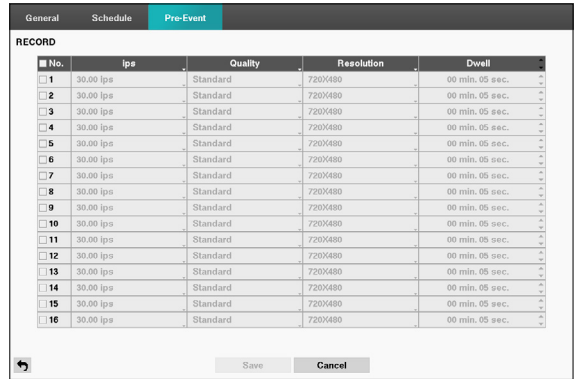 General Schedule Pre-Event
RECORD
No. ips Quality Resolution Dwell
1 30.00 ips Standard 720X480 00 min. 05 sec.
2 30.00 ips Standard 720X480 00 min. 05 sec.
3 30.00 ips Standard 720X480 00 min. 05 sec.
4 30.00 ips Standard 720X480 00 min. 05 sec.
5 30.00 ips Standard 720X480 00 min. 05 sec.
6 30.00 ips Standard 720X480 00 min. 05 sec.
7 30.00 ips Standard 720X480 00 min. 05 sec.
8 30.00 ips Standard 720X480 00 min. 05 sec.
9 30.00 ips Standard 720X480 00 min. 05 sec.
10 30.00 ips Standard 720X480 00 min. 05 sec.
11 30.00 ips Standard 720X480 00 min. 05 sec.
12 30.00 ips Standard 720X480 00 min. 05 sec.
13 30.00 ips Standard 720X480 00 min. 05 sec.
14 30.00 ips Standard 720X480 00 min. 05 sec.
15 30.00 ips Standard 720X480 00 min. 05 sec.
16 30.00 ips Standard 720X480 00 min. 05 sec.
Save Cancel